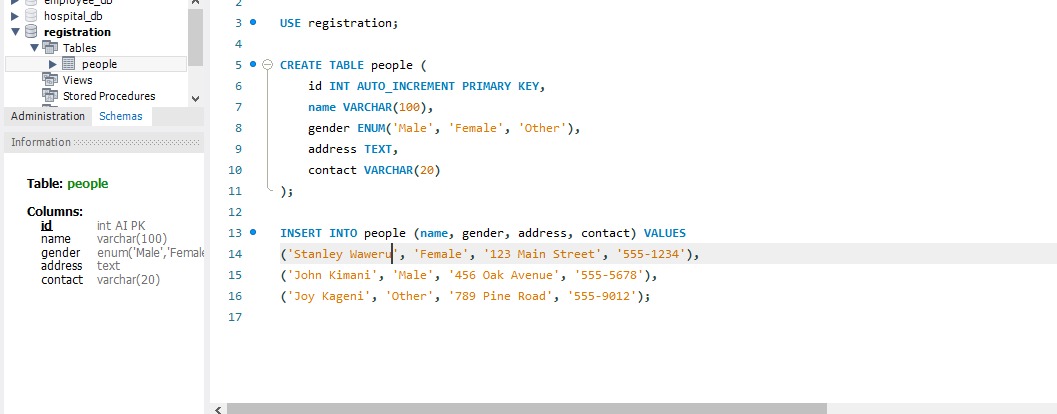 employee_db
hospital_db
registration
Tables
people
Views
Stored Procedures
Administration Schemas
Information
Table: people
Columns:
id int AI PK
name varchar(100)
gender enum('Male','Female
address text
contact varchar(20)
2
3 USE registration;
4
5 CREATE TABLE people (
6 id INT AUTO_INCREMENT PRIMARY KEY,
7 name VARCHAR(100),
8 gender ENUM('Male', 'Female', 'Other'),
9 address TEXT,
10 contact VARCHAR(20)
11 );
12
13 INSERT INTO people (name, gender, address, contact) VALUES
14 ('Stanley Waweru', 'Female', '123 Main Street', '555-1234'),
15 ('John Kimani', 'Male', '456 Oak Avenue', '555-5678'),
16 ('Joy Kageni', 'Other', '789 Pine Road', '555-9012');
17